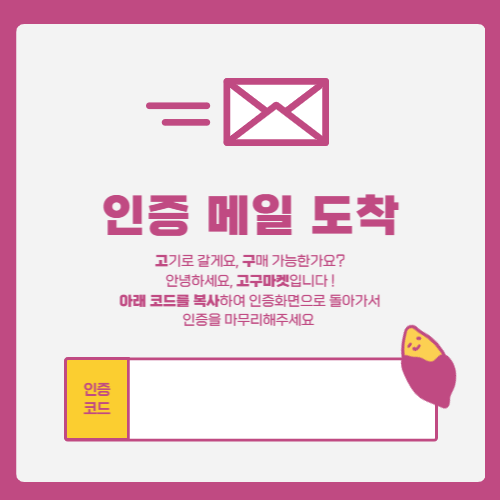 인증 메일 도착
고기로 갈게요, 구매 가능한가요?
안녕하세요, 고구마켓입니다 !
아래 코드를 복사하여 인증화면으로 돌아가서
인증을 마무리해주세요
인증
코드